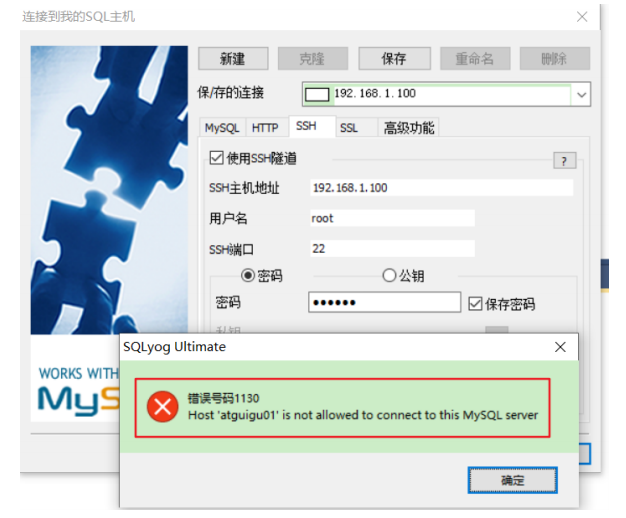 连接到我的SQL主机
新建 克隆 保存 重命名 删除
保/存的连接 192.168.1.100
MySQL HTTP SSH SSL 高级功能
使用SSH隧道 ?
SSH主机地址 192.168.1.100
用户名 root
SSH端口 22
密码 公钥
密码 •••••• 保存密码
私钥
SQLyog Ultimate
WORKS WITH
MyS
错误号码1130
Host 'atguigu01' is not allowed to connect to this MySQL server
确定